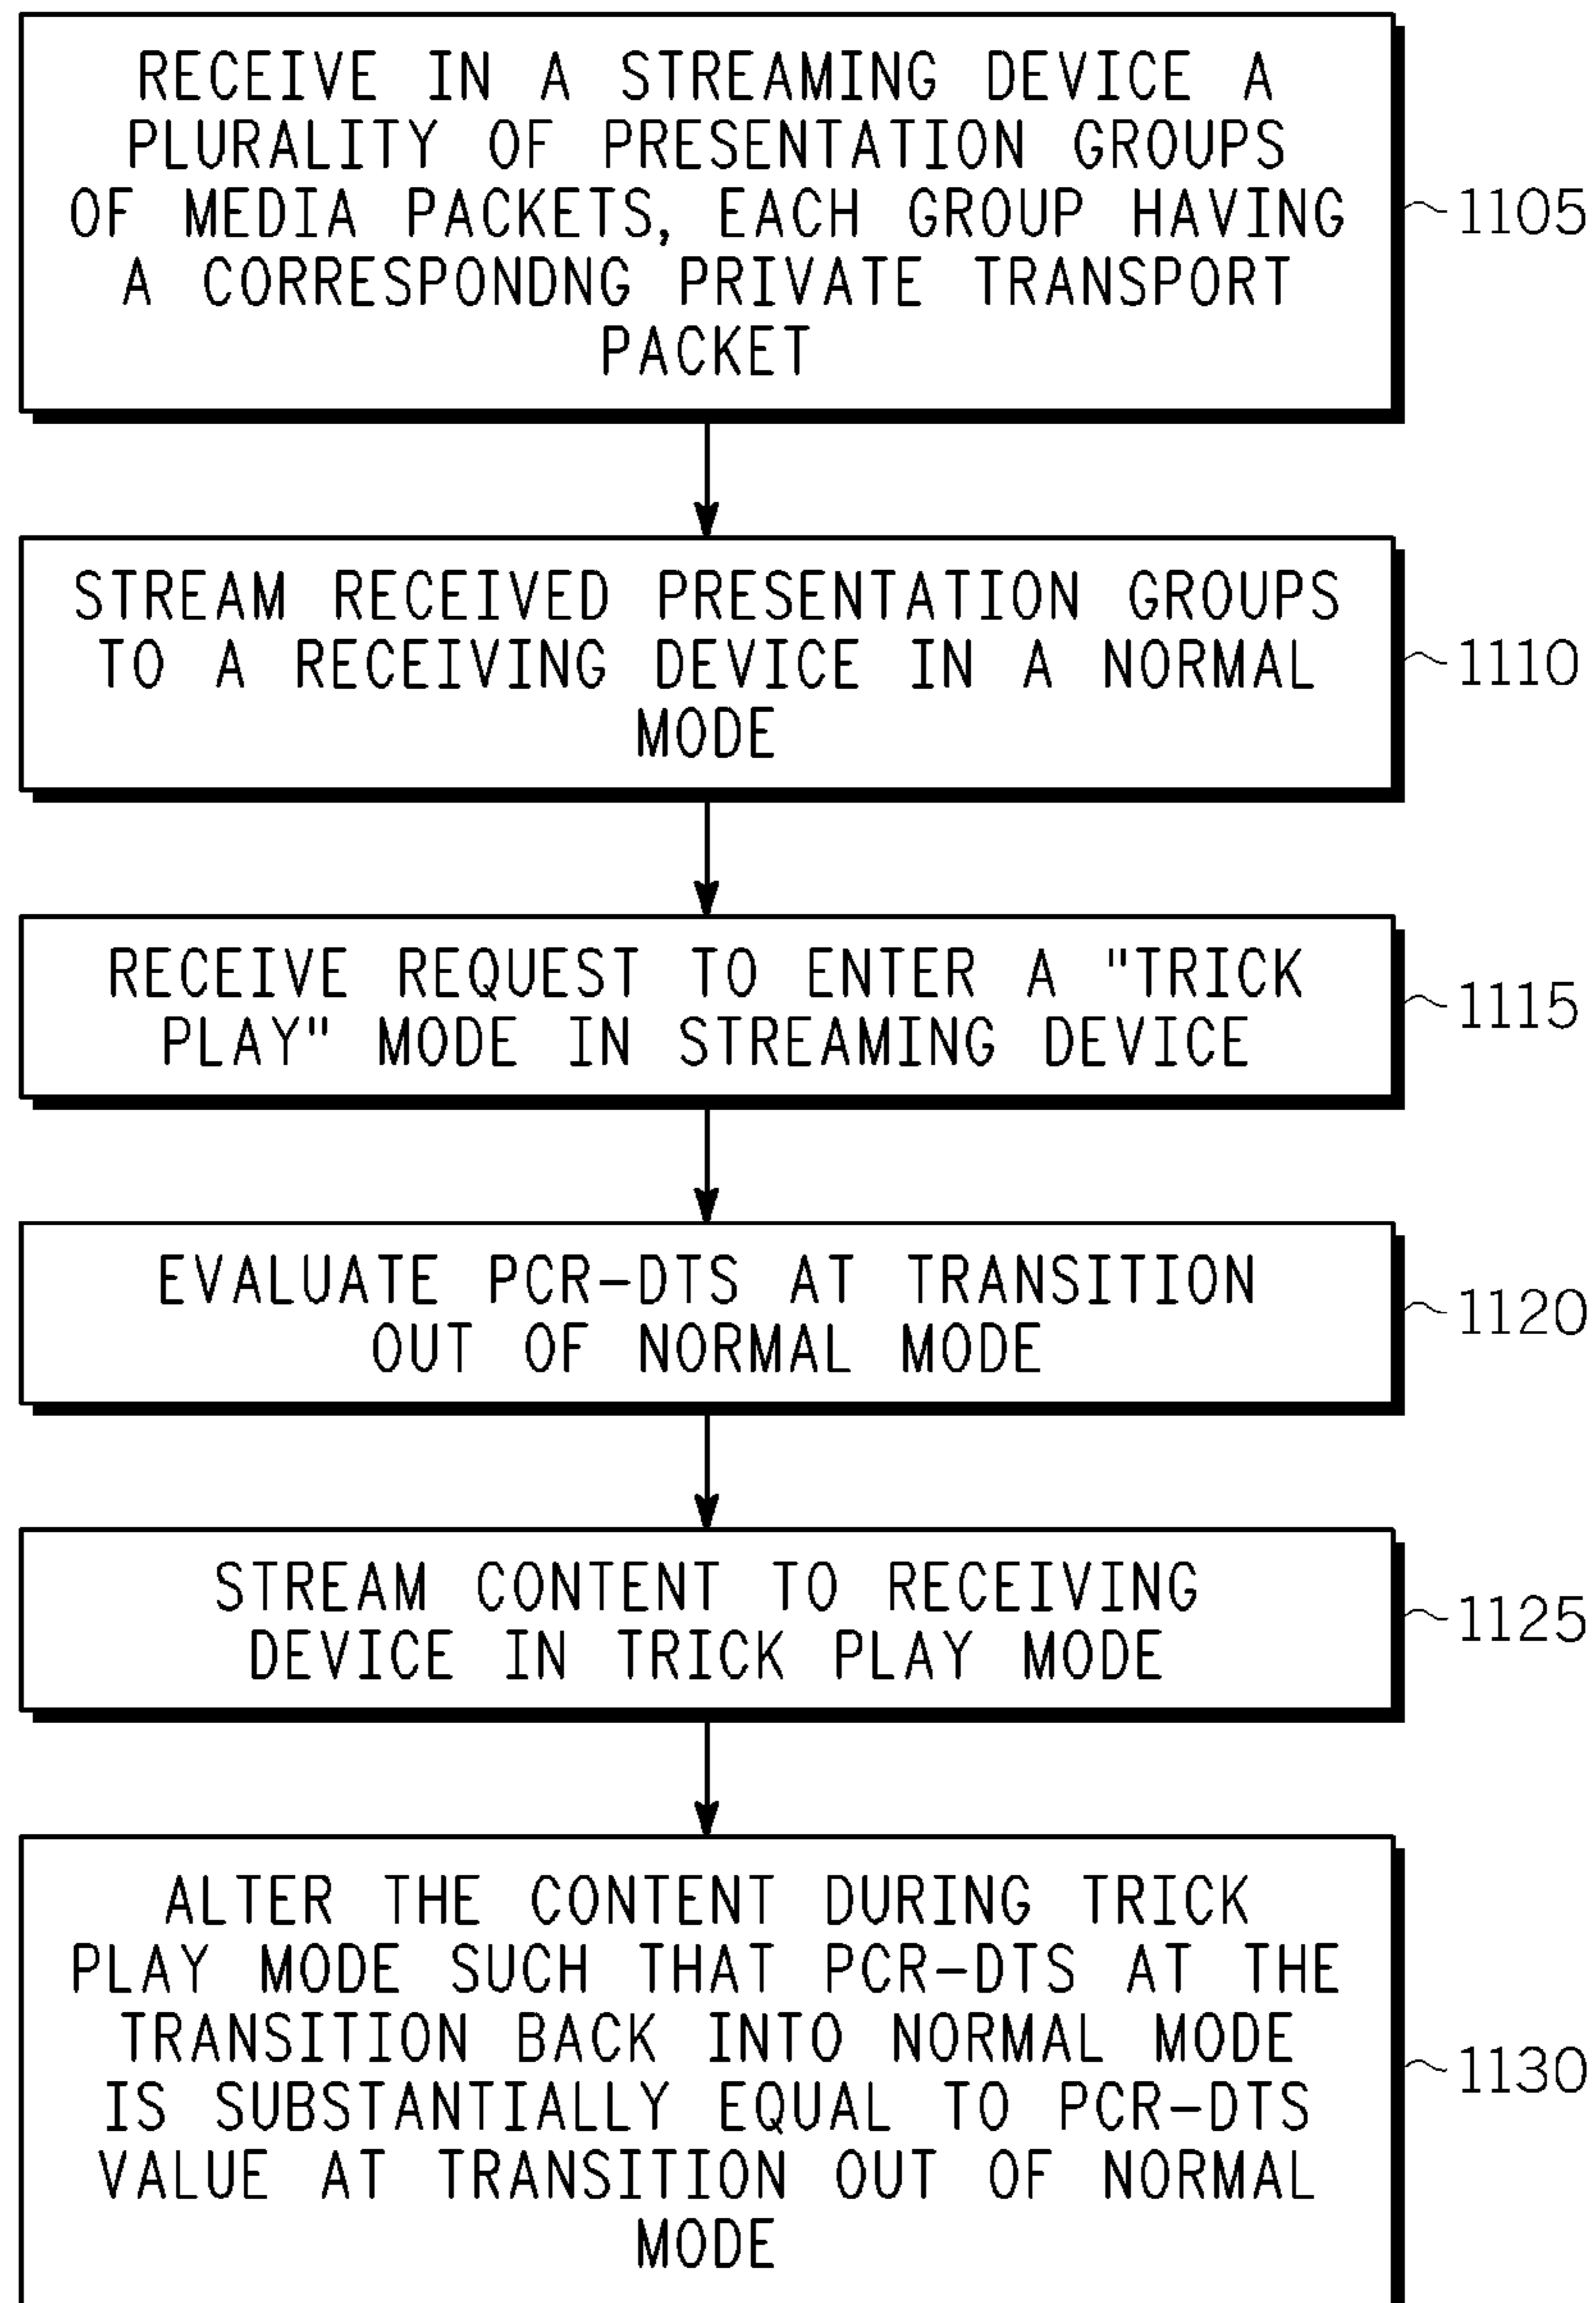 RECEIVE IN A STREAMING DEVICE A
PLURALITY OF PRESENTATION GROUPS
OF MEDIA PACKETS, EACH GROUP HAVING
A CORRESPONDNG PRIVATE TRANSPORT
PACKET
1105
STREAM RECEIVED PRESENTATION GROUPS
TO A RECEIVING DEVICE IN A NORMAL
MODE
1110
RECEIVE REQUEST TO ENTER A "TRICK
PLAY" MODE IN STREAMING DEVICE
1115
EVALUATE PCR-DTS AT TRANSITION
OUT OF NORMAL MODE
1120
STREAM CONTENT TO RECEIVING
DEVICE IN TRICK PLAY MODE
1125
ALTER THE CONTENT DURING TRICK
PLAY MODE SUCH THAT PCR-DTS AT THE
TRANSITION BACK INTO NORMAL MODE
IS SUBSTANTIALLY EQUAL TO PCR-DTS
VALUE AT TRANSITION OUT OF NORMAL
MODE
1130